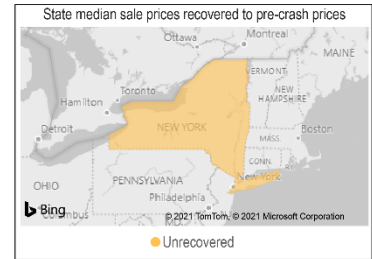 State median sale prices recovered to pre-crash prices
Ottawa
Montreal
MAINE
VERMONT
Toronto
NEW
HAMPSHIRE
Hamilton
Detroit
NEW YORK
Boston
MASS.
CONN.
New York
PENNSYLVANIA
OHIO
Philadelphia
Bing
Columbus
MD.
© 2021 TomTom, © 2021 Microsoft Corporation
Unrecovered